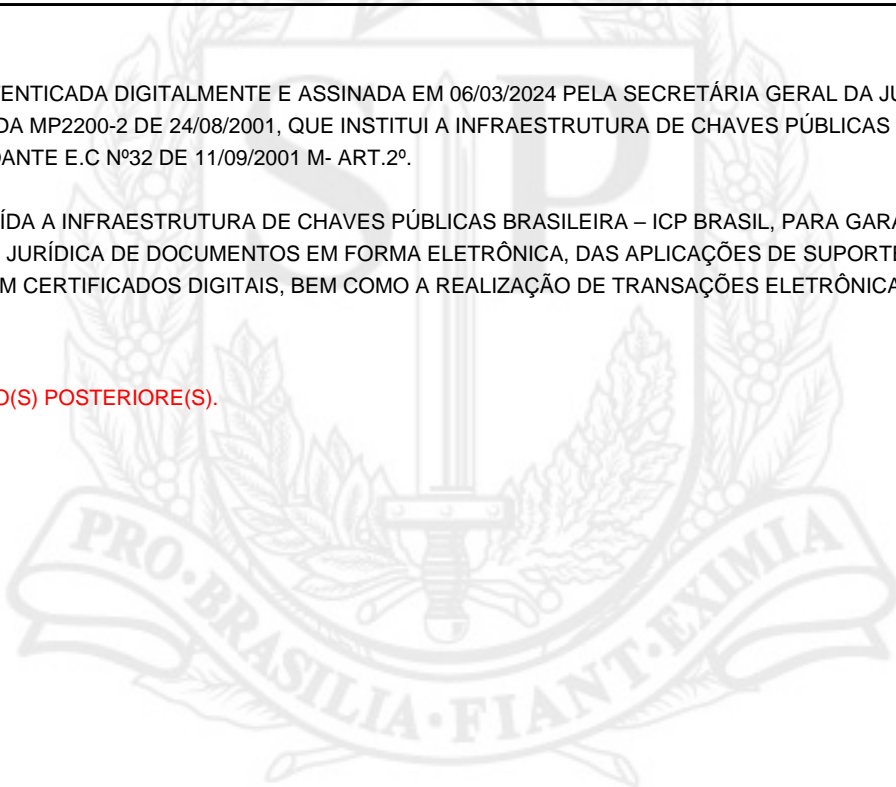 ENTICADA DIGITALMENTE E ASSINADA EM 06/03/2024 PELA SECRETÁRIA GERAL DA JU
DA MP2200-2 DE 24/08/2001, QUE INSTITUI A INFRAESTRUTURA DE CHAVES PÚBLICAS
DANTE E.C Nº32 DE 11/09/2001 M- ART.2º.
ÍDA A INFRAESTRUTURA DE CHAVES PÚBLICAS BRASILEIRA – ICP BRASIL, PARA GARA
JURÍDICA DE DOCUMENTOS EM FORMA ELETRÔNICA, DAS APLICAÇÕES DE SUPORTE
M CERTIFICADOS DIGITAIS, BEM COMO A REALIZAÇÃO DE TRANSAÇÕES ELETRÔNICA
O(S) POSTERIORE(S).
SP
PRO·BRASILIA·FIANT·EXIMIA